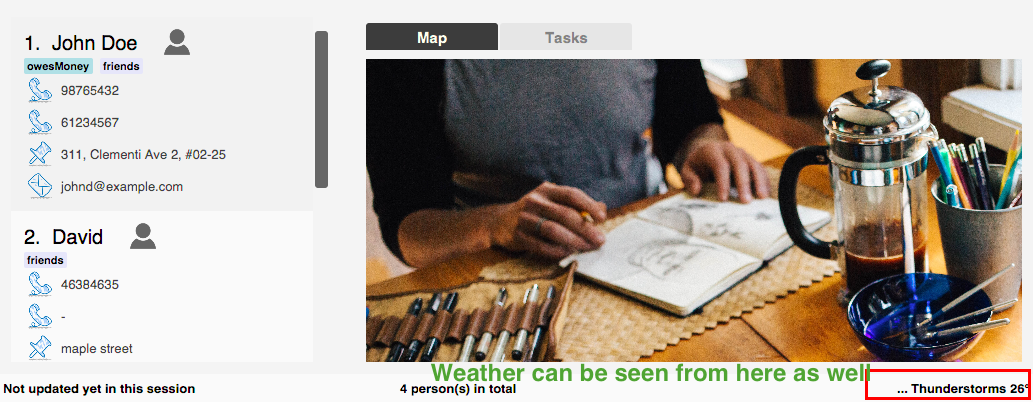 1. John Doe
owesMoney friends
98765432
61234567
311, Clementi Ave 2, #02-25
johnd@example.com
2. David
friends
46384635
-
maple street
Map Tasks
Weather can be seen from here as well
Not updated yet in this session
4 person(s) in total
... Thunderstorms 26°